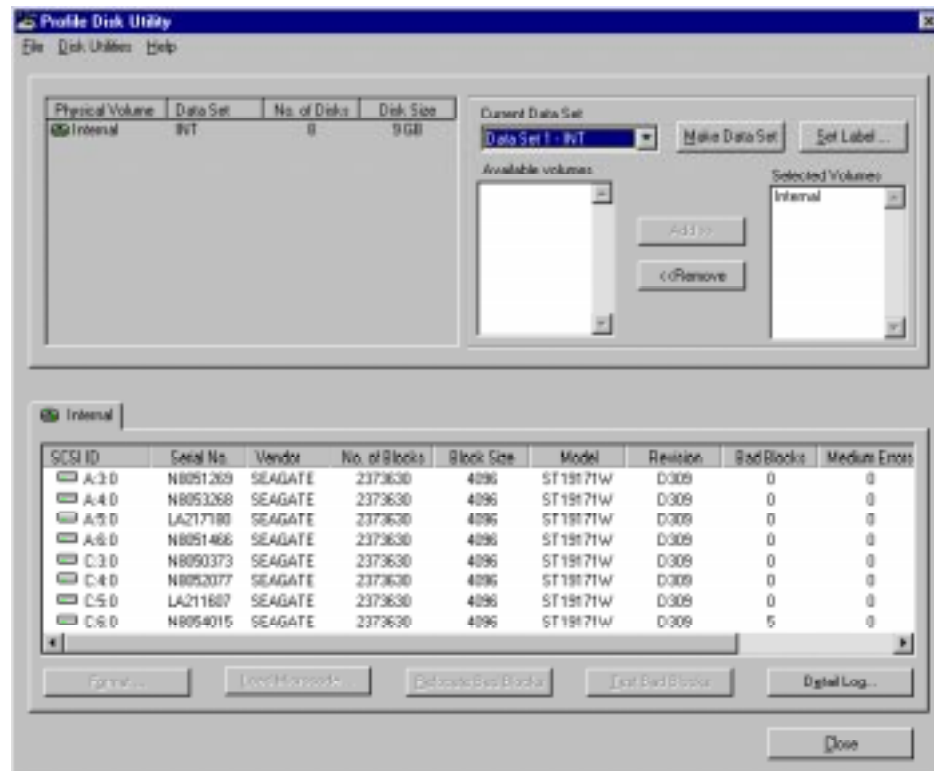 Profile Disk Utility
File Disk Utilities Help
Physical Volume Data Set No. of Disks Disk Size
Internal INT 8 9 GB
Current Data Set
Data Set 1 - INT Make Data Set Set Label ...
Available volumes Selected Volumes
Internal
Add >>
<<Remove
Internal
SCSI ID Serial No. Vendor No. of Blocks Block Size Model Revision Bad Blocks Medium Errors
A:3:0 N8051269 SEAGATE 2373630 4096 ST19171W D309 0 0
A:4:0 N8053268 SEAGATE 2373630 4096 ST19171W D309 0 0
A:5:0 LA217180 SEAGATE 2373630 4096 ST19171W D309 0 0
A:6:0 N8051466 SEAGATE 2373630 4096 ST19171W D309 0 0
C:3:0 N8050373 SEAGATE 2373630 4096 ST19171W D309 0 0
C:4:0 N8052077 SEAGATE 2373630 4096 ST19171W D309 0 0
C:5:0 LA211607 SEAGATE 2373630 4096 ST19171W D309 0 0
C:6:0 N8054015 SEAGATE 2373630 4096 ST19171W D309 5 0
Format ... Load Microcode ... Relocate Bad Blocks Test Bad Blocks Detail Log...
Close